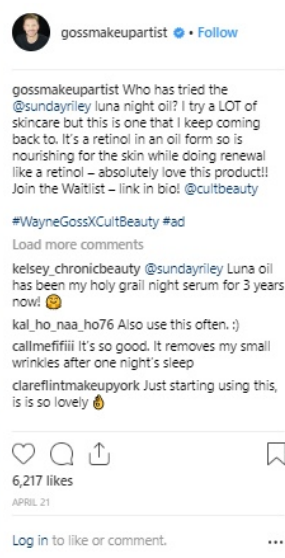 gossmakeupartist • Follow
gossmakeupartist Who has tried the
@sundayriley luna night oil? I try a LOT of
skincare but this is one that I keep coming
back to. It's a retinol in an oil form so is
nourishing for the skin while doing renewal
like a retinol – absolutely love this product!!
Join the Waitlist – link in bio! @cultbeauty
#WayneGossXCultBeauty #ad
Load more comments
kelsey_chronicbeauty @sundayriley Luna oil
has been my holy grail night serum for 3 years
now! 😊
kal_ho_naa_ho76 Also use this often. :)
callmefifiii It's so good. It removes my small
wrinkles after one night's sleep
clareflintmakeupyork Just starting using this,
is is so lovely 👌
6,217 likes
APRIL 21
Log in to like or comment.